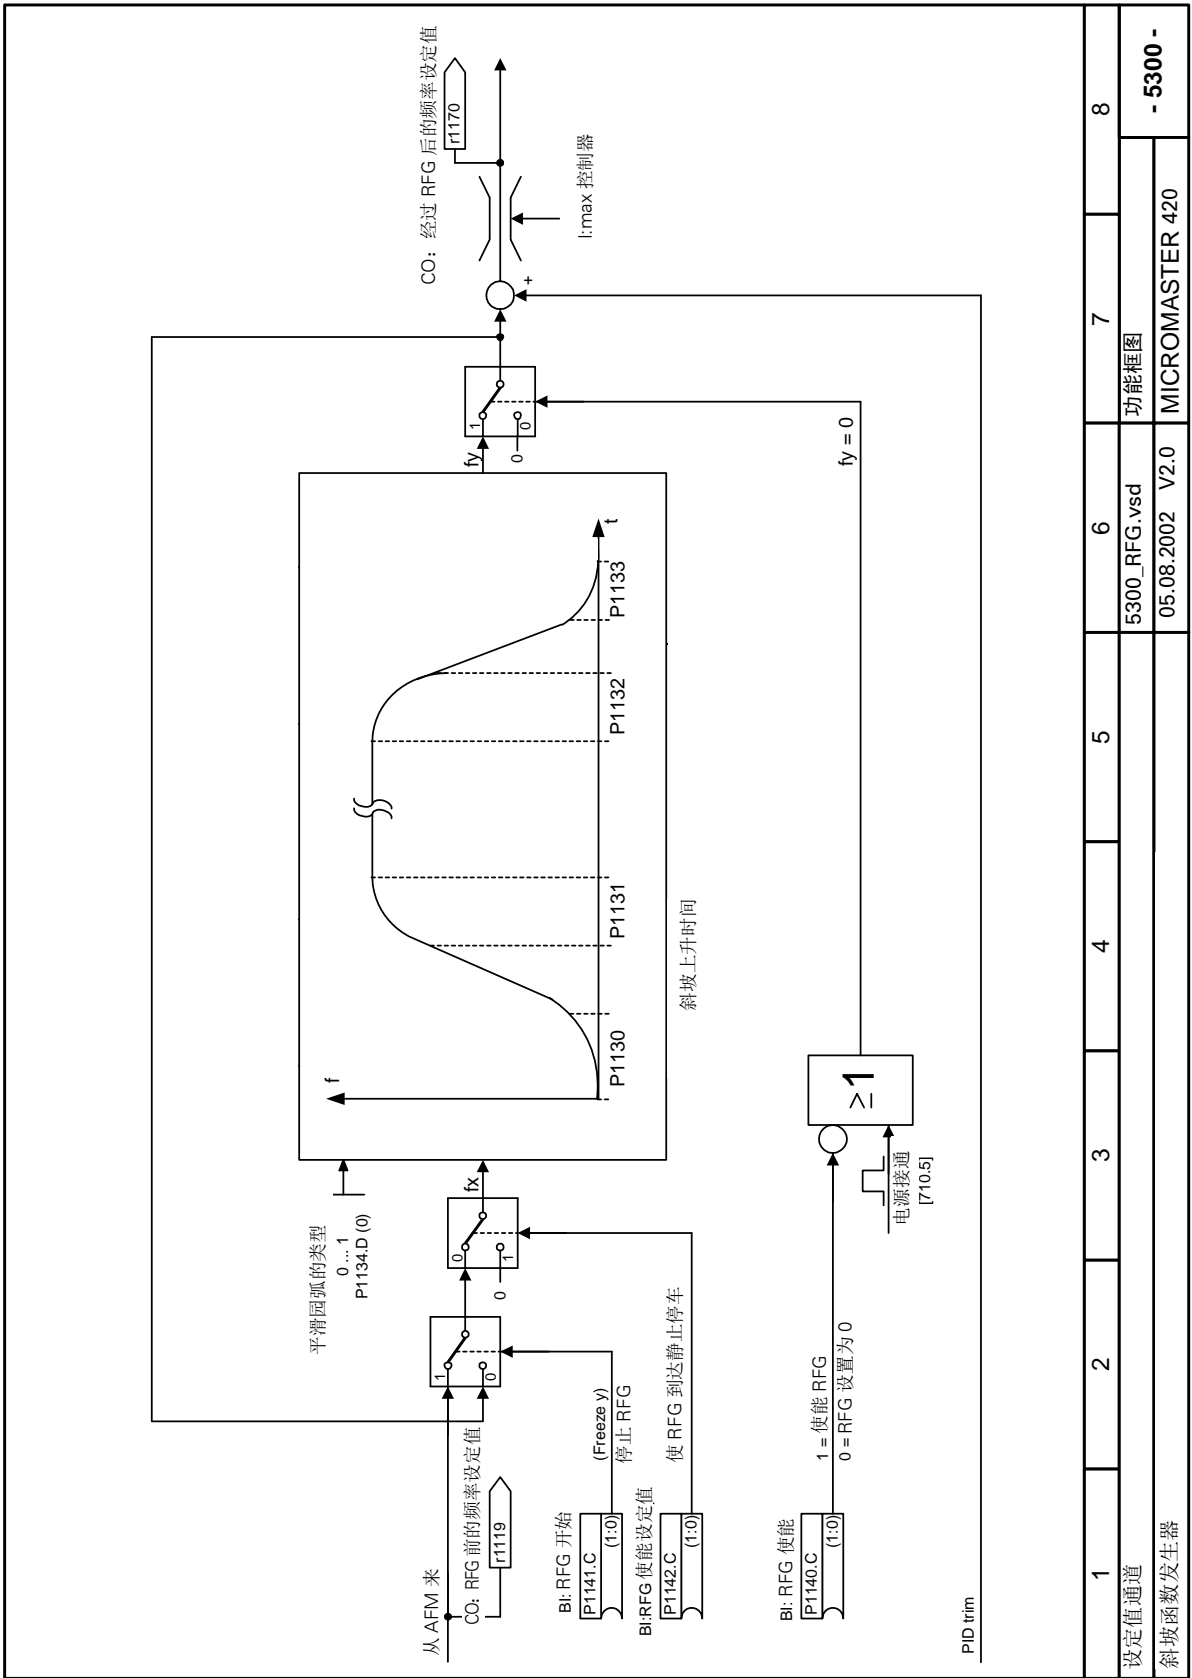 从 AFM 来
CO: RFG 前的频率设定值
r1119
BI: RFG 开始
P1141.C
(1:0)
(Freeze y)
停止 RFG
BI:RFG 使能设定值
P1142.C
(1:0)
使 RFG 到达静止停车
BI: RFG 使能
P1140.C
(1:0)
1 = 使能 RFG
0 = RFG 设置为 0
PID trim
1
0
0
1
0
平滑园弧的类型
0 ... 1
P1134.D (0)
fx
f
t
P1130
P1131
P1132
P1133
斜坡上升时间
电源接通
[710.5]
≥1
fy = 0
fy
1
0
0
+
CO: 经过 RFG 后的频率设定值
r1170
I:max 控制器
1
2
3
4
5
6
7
8
设定值通道
5300_RFG.vsd
功能框图
- 5300 -
斜坡函数发生器
05.08.2002 V2.0
MICROMASTER 420